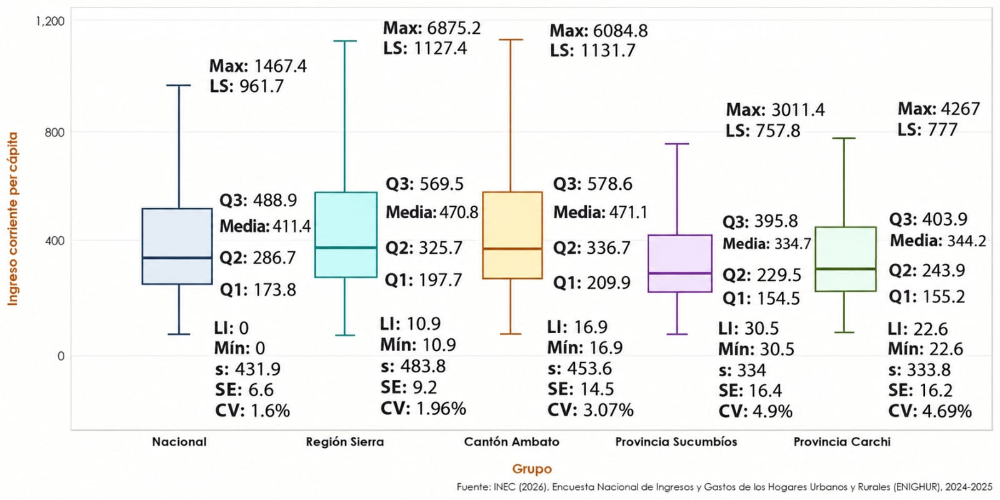 Ingreso corriente per cápita
1,200
800
400
0
Max: 1467.4
LS: 961.7
Q3: 488.9
Media: 411.4
Q2: 286.7
Q1: 173.8
LI: 0
Mín: 0
s: 431.9
SE: 6.6
CV: 1.6%
Max: 6875.2
LS: 1127.4
Q3: 569.5
Media: 470.8
Q2: 325.7
Q1: 197.7
LI: 10.9
Mín: 10.9
s: 483.8
SE: 9.2
CV: 1.96%
Max: 6084.8
LS: 1131.7
Q3: 578.6
Media: 471.1
Q2: 336.7
Q1: 209.9
LI: 16.9
Mín: 16.9
s: 453.6
SE: 14.5
CV: 3.07%
Max: 3011.4
LS: 757.8
Q3: 395.8
Media: 334.7
Q2: 229.5
Q1: 154.5
LI: 30.5
Mín: 30.5
s: 334
SE: 16.4
CV: 4.9%
Max: 4267
LS: 777
Q3: 403.9
Media: 344.2
Q2: 243.9
Q1: 155.2
LI: 22.6
Mín: 22.6
s: 333.8
SE: 16.2
CV: 4.69%
Nacional
Región Sierra
Cantón Ambato
Provincia Sucumbíos
Provincia Carchi
Grupo
Fuente: INEC (2026), Encuesta Nacional de Ingresos y Gastos de los Hogares Urbanos y Rurales (ENIGHUR), 2024-2025